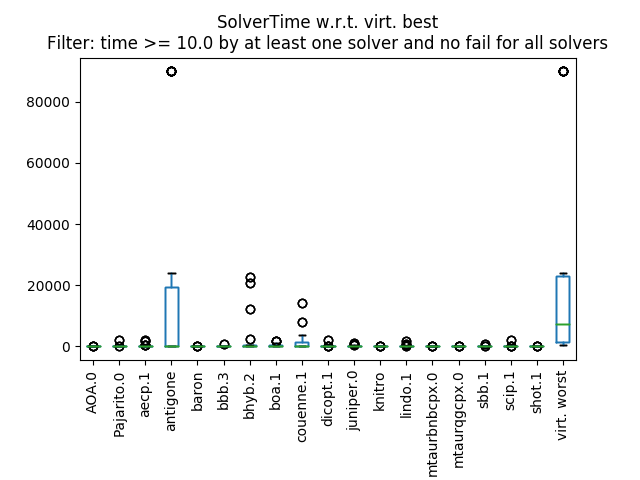 SolverTime w.r.t. virt. best
Filter: time >= 10.0 by at least one solver and no fail for all solvers
80000
60000
40000
20000
0
AOA.0
Pajarito.0
aecp.1
antigone
baron
bbb.3
bhyb.2
boa.1
couenne.1
dicopt.1
juniper.0
knitro
lindo.1
mtaurbnbcpx.0
mtaurqgcpx.0
sbb.1
scip.1
shot.1
virt. worst